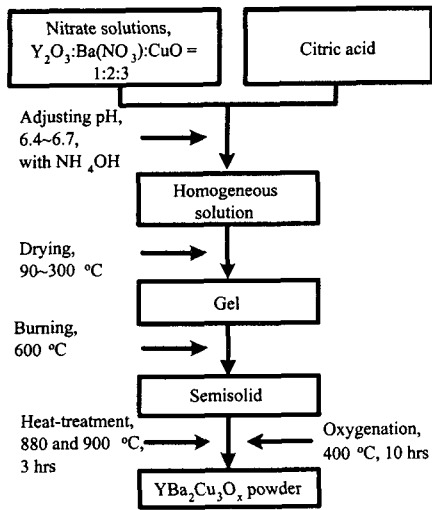 Nitrate solutions,
Y₂O₃:Ba(NO₃):CuO =
1:2:3
Citric acid
Adjusting pH,
6.4~6.7,
with NH ₄OH
Homogeneous
solution
Drying,
90~300 °C
Gel
Burning,
600 °C
Semisolid
Heat-treatment,
880 and 900 °C,
3 hrs
Oxygenation,
400 °C, 10 hrs
YBa₂Cu₃Oₓ powder